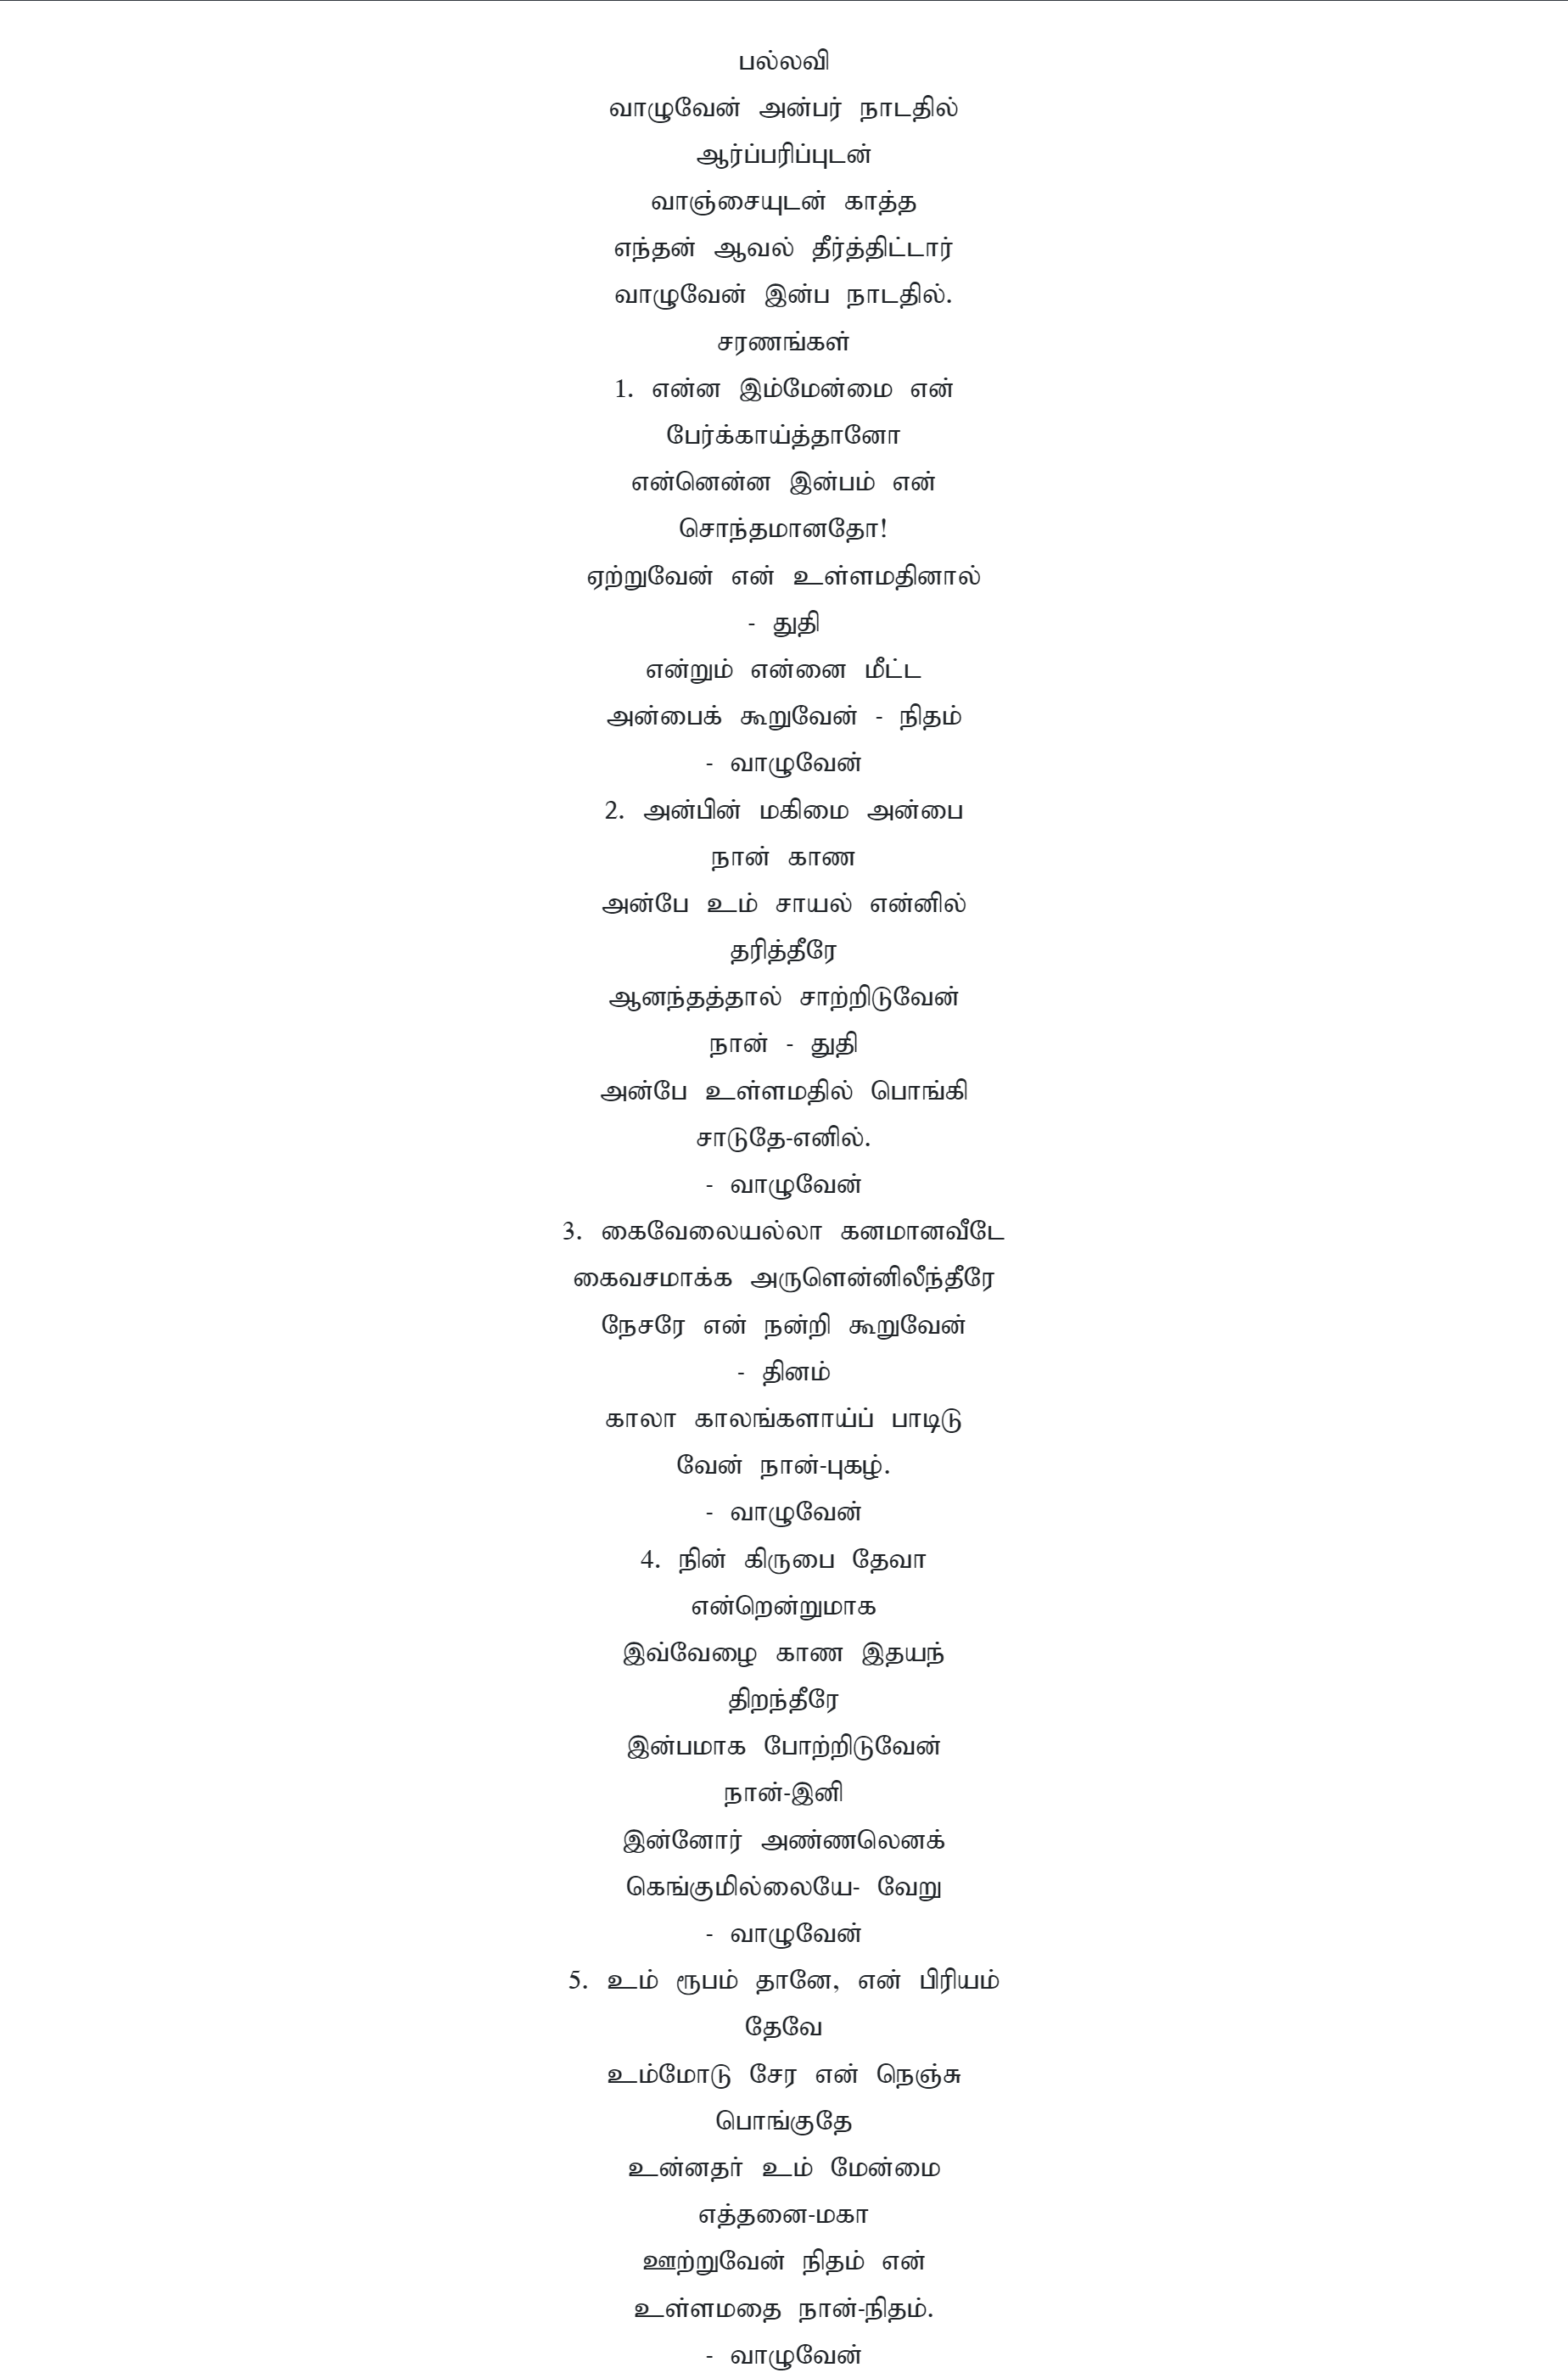 பல்லவி
வாழுவேன் அன்பர் நாடதில்
ஆர்ப்பரிப்புடன்
வாஞ்சையுடன் காத்த
எந்தன் ஆவல் தீர்த்திட்டார்
வாழுவேன் இன்ப நாடதில்.
சரணங்கள்
1. என்ன இம்மேன்மை என்
பேர்க்காய்த்தானோ
என்னென்ன இன்பம் என்
சொந்தமானதோ!
ஏற்றுவேன் என் உள்ளமதினால்
- துதி
என்றும் என்னை மீட்ட
அன்பைக் கூறுவேன் - நிதம்
- வாழுவேன்
2. அன்பின் மகிமை அன்பை
நான் காண
அன்பே உம் சாயல் என்னில்
தரித்தீரே
ஆனந்தத்தால் சாற்றிடுவேன்
நான் - துதி
அன்பே உள்ளமதில் பொங்கி
சாடுதே-எனில்.
- வாழுவேன்
3. கைவேலையல்லா கனமானவீடே
கைவசமாக்க அருளென்னிலீந்தீரே
நேசரே என் நன்றி கூறுவேன்
- தினம்
காலா காலங்களாய்ப் பாடிடு
வேன் நான்-புகழ்.
- வாழுவேன்
4. நின் கிருபை தேவா
என்றென்றுமாக
இவ்வேழை காண இதயந்
திறந்தீரே
இன்பமாக போற்றிடுவேன்
நான்-இனி
இன்னோர் அண்ணலெனக்
கெங்குமில்லையே- வேறு
- வாழுவேன்
5. உம் ரூபம் தானே, என் பிரியம்
தேவே
உம்மோடு சேர என் நெஞ்சு
பொங்குதே
உன்னதர் உம் மேன்மை
எத்தனை-மகா
ஊற்றுவேன் நிதம் என்
உள்ளமதை நான்-நிதம்.
- வாழுவேன்